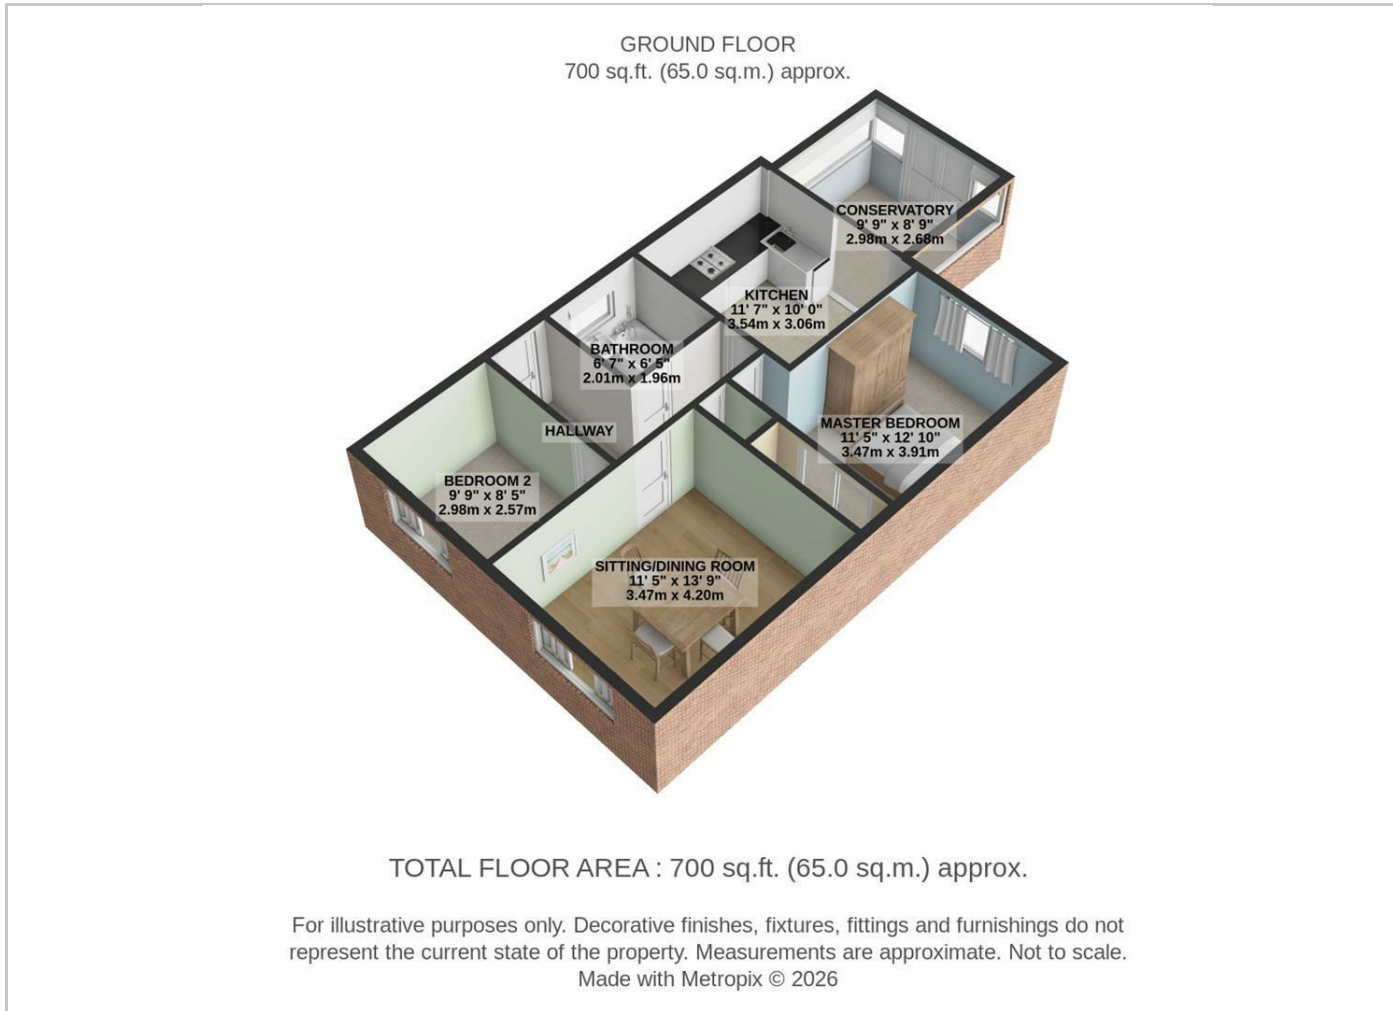 GROUND FLOOR
700 sq.ft. (65.0 sq.m.) approx.
CONSERVATORY
9' 9" x 8' 9"
2.98m x 2.68m
KITCHEN
11' 7" x 10' 0"
3.54m x 3.06m
BATHROOM
6' 7" x 6' 5"
2.01m x 1.96m
MASTER BEDROOM
11' 5" x 12' 10"
3.47m x 3.91m
HALLWAY
BEDROOM 2
9' 9" x 8' 5"
2.98m x 2.57m
SITTING/DINING ROOM
11' 5" x 13' 9"
3.47m x 4.20m
TOTAL FLOOR AREA : 700 sq.ft. (65.0 sq.m.) approx.
For illustrative purposes only. Decorative finishes, fixtures, fittings and furnishings do not
represent the current state of the property. Measurements are approximate. Not to scale.
Made with Metropix © 2026